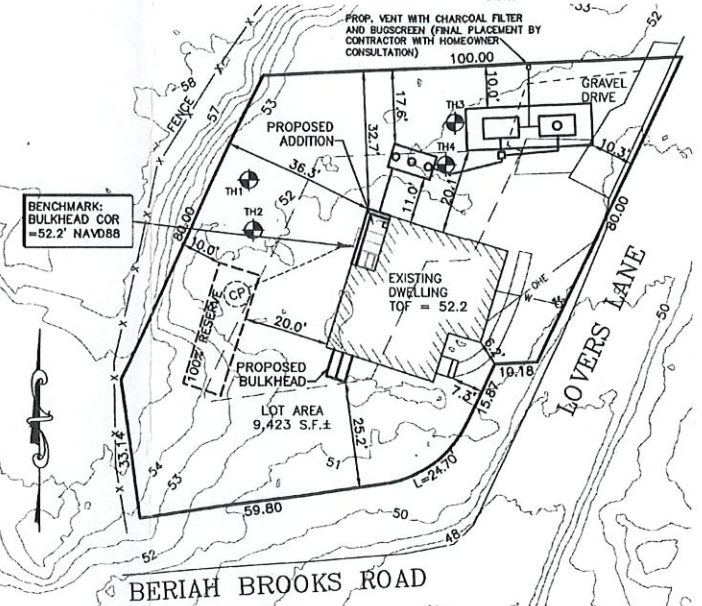 PROP. VENT WITH CHARCOAL FILTER
AND BUGSCREEN (FINAL PLACEMENT BY
CONTRACTOR WITH HOMEOWNER
CONSULTATION)
100.00
52
58
FENCE
57
53
GRAVEL
DRIVE
10.0'
17.6'
TH3
32.7'
PROPOSED
ADDITION
TH4
10.3'
36.3'
TH1
52
11.0'
20.1'
BENCHMARK:
BULKHEAD COR
=52.2' NAVD88
TH2
80.00
80.00
10.0'
EXISTING
DWELLING
TOF = 52.2
OHE
W
CP
100% RESERVE
20.0'
6.2'
50
LOVERS LANE
PROPOSED
BULKHEAD
10.18
7.3'
15.87
LOT AREA
9,423 S.F.±
25.2'
33.14
54
53
51
L=24.70'
59.80
50
48
52
BERIAH BROOKS ROAD